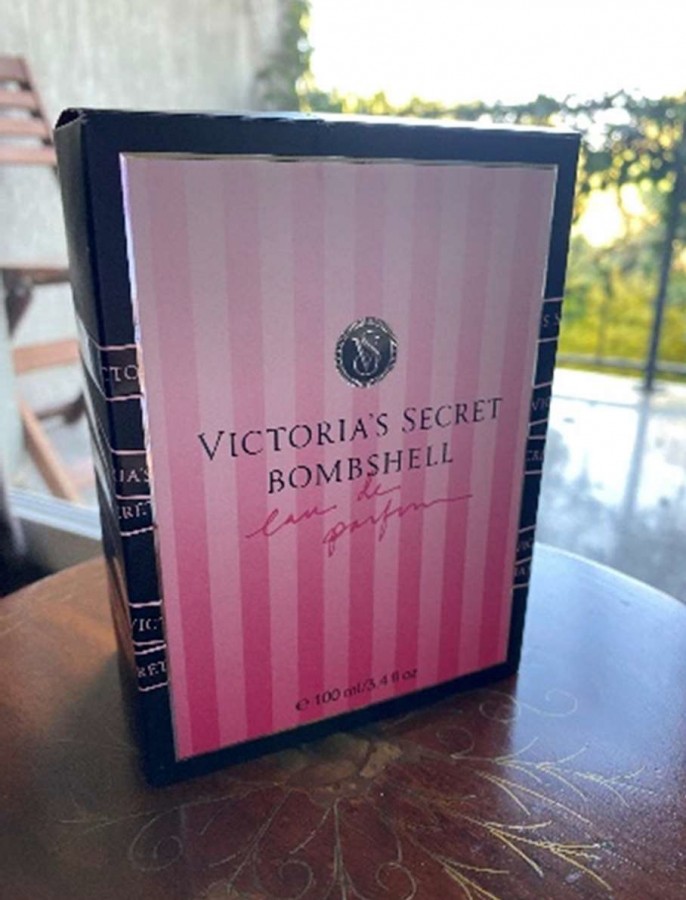 VS
VICTORIA'S SECRET
BOMBSHELL
eau de
parfum
e 100 ml/3.4 fl oz